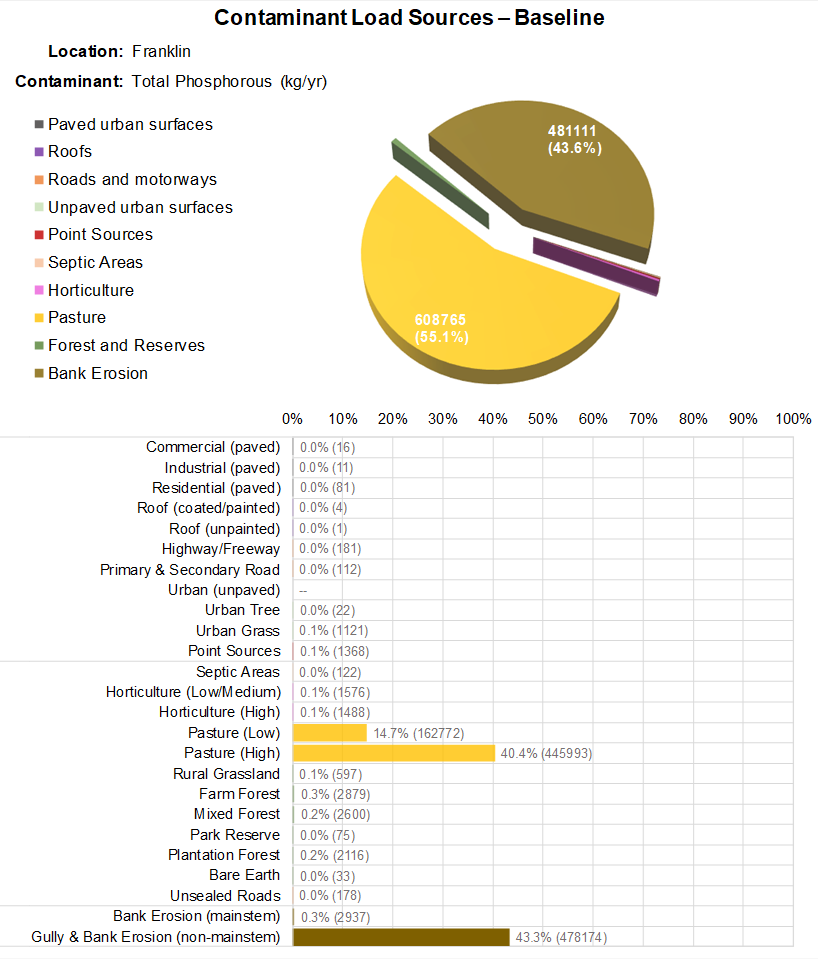 Contaminant Load Sources – Baseline
Location: Franklin
Contaminant: Total Phosphorous (kg/yr)
Paved urban surfaces
Roofs
Roads and motorways
Unpaved urban surfaces
Point Sources
Septic Areas
Horticulture
Pasture
Forest and Reserves
Bank Erosion
481111
(43.6%)
608765
(55.1%)
0% 10% 20% 30% 40% 50% 60% 70% 80% 90% 100%
Commercial (paved) 0.0% (16)
Industrial (paved) 0.0% (11)
Residential (paved) 0.0% (81)
Roof (coated/painted) 0.0% (4)
Roof (unpainted) 0.0% (1)
Highway/Freeway 0.0% (181)
Primary & Secondary Road 0.0% (112)
Urban (unpaved) --
Urban Tree 0.0% (22)
Urban Grass 0.1% (1121)
Point Sources 0.1% (1368)
Septic Areas 0.0% (122)
Horticulture (Low/Medium) 0.1% (1576)
Horticulture (High) 0.1% (1488)
Pasture (Low) 14.7% (162772)
Pasture (High) 40.4% (445993)
Rural Grassland 0.1% (597)
Farm Forest 0.3% (2879)
Mixed Forest 0.2% (2600)
Park Reserve 0.0% (75)
Plantation Forest 0.2% (2116)
Bare Earth 0.0% (33)
Unsealed Roads 0.0% (178)
Bank Erosion (mainstem) 0.3% (2937)
Gully & Bank Erosion (non-mainstem) 43.3% (478174)